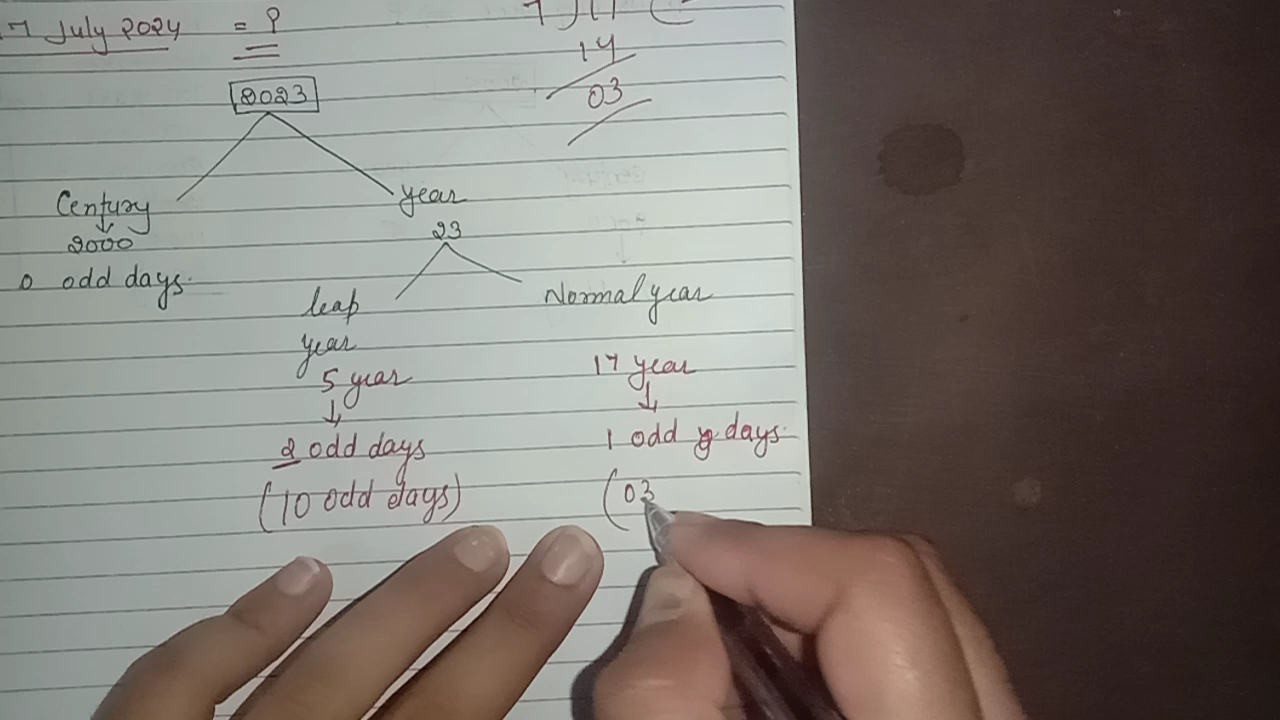 7 July 2024 = ?
14
03
2023
Century year
2000 23
0 odd days.
leap Normal year
year
5 year 17 year
2 odd days 1 odd days.
(10 odd days) (03